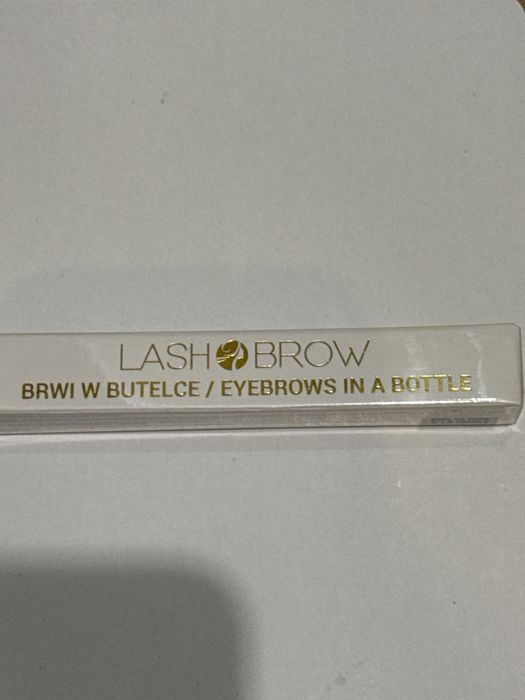 LASH BROW
BRWI W BUTELCE / EYEBROWS IN A BOTTLE